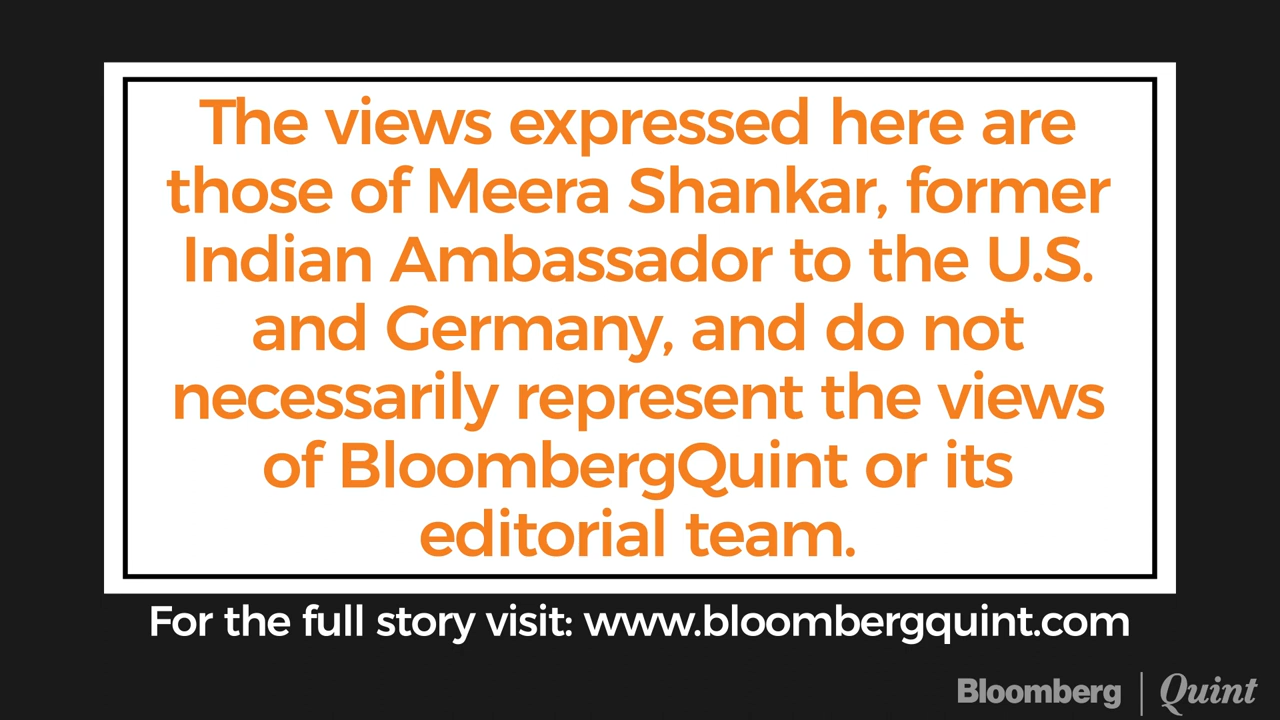 The views expressed here are
those of Meera Shankar, former
Indian Ambassador to the U.S.
and Germany, and do not
necessarily represent the views
of BloombergQuint or its
editorial team.
For the full story visit: www.bloombergquint.com
Bloomberg | Quint